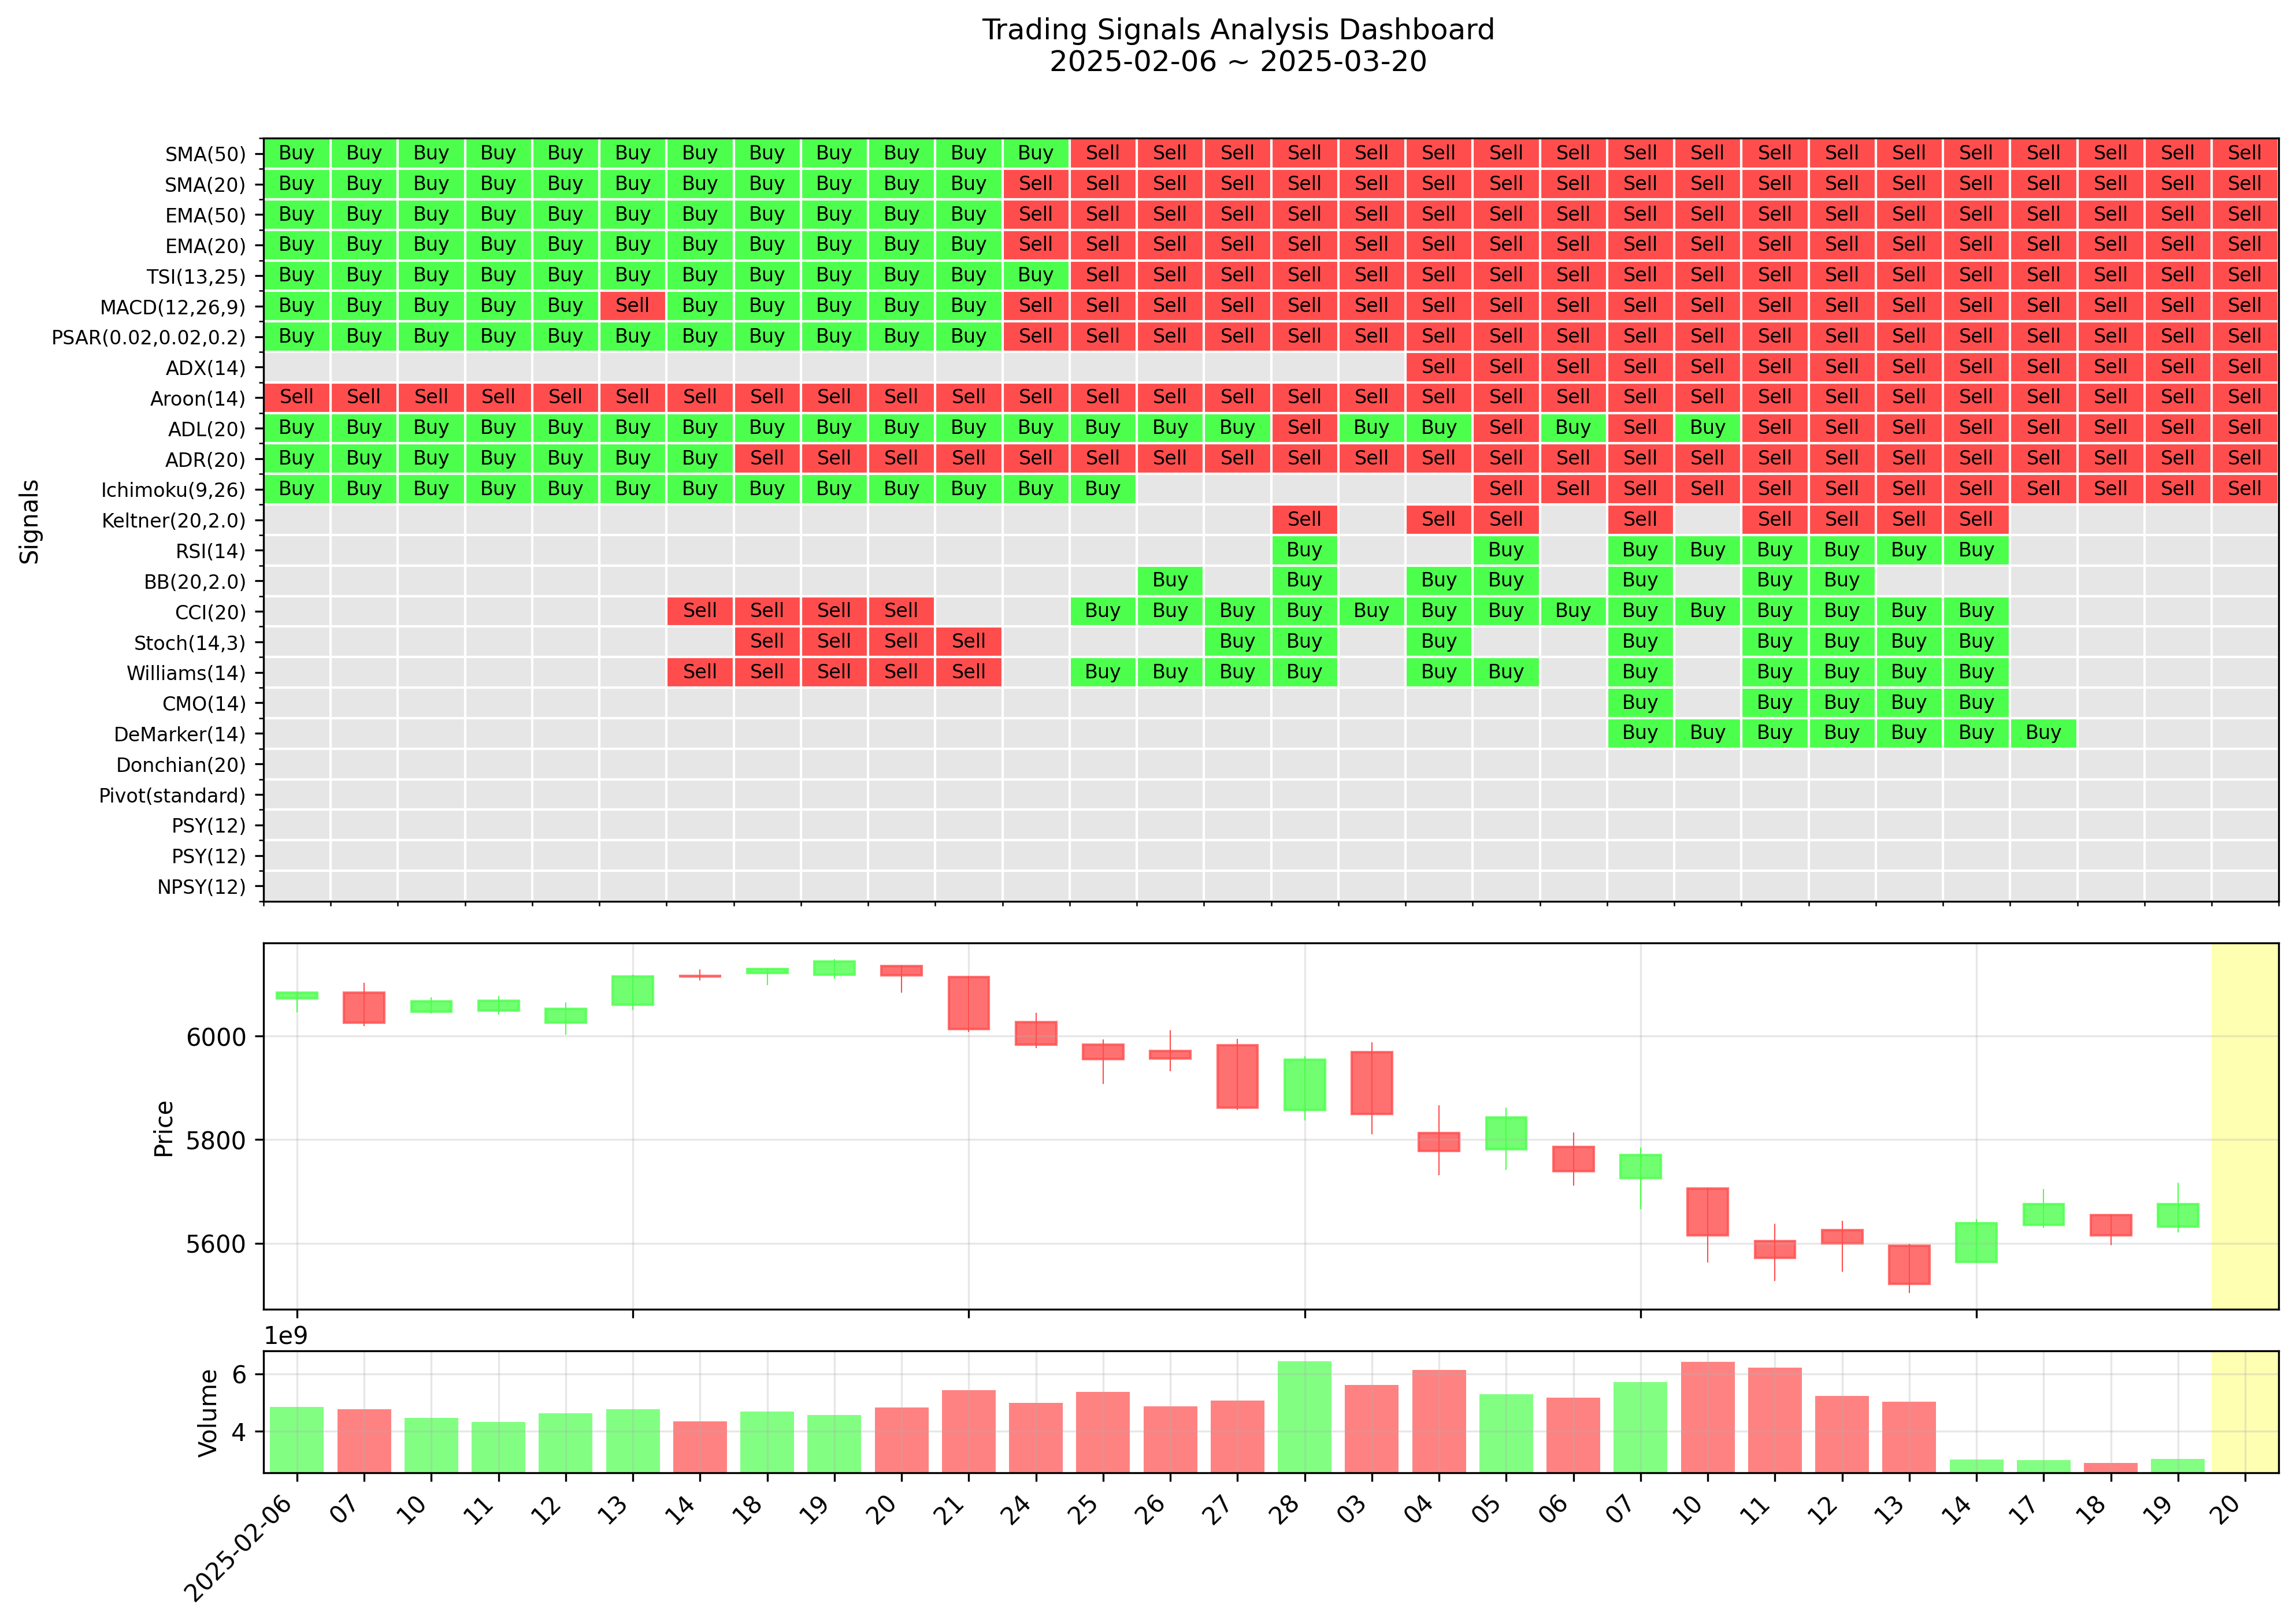 Trading Signals Analysis Dashboard
2025-02-06 ~ 2025-03-20
Signals
SMA(50) Buy Buy Buy Buy Buy Buy Buy Buy Buy Buy Buy Buy Sell Sell Sell Sell Sell Sell Sell Sell Sell Sell Sell Sell Sell Sell Sell Sell Sell Sell
SMA(20) Buy Buy Buy Buy Buy Buy Buy Buy Buy Buy Buy Sell Sell Sell Sell Sell Sell Sell Sell Sell Sell Sell Sell Sell Sell Sell Sell Sell Sell Sell
EMA(50) Buy Buy Buy Buy Buy Buy Buy Buy Buy Buy Buy Sell Sell Sell Sell Sell Sell Sell Sell Sell Sell Sell Sell Sell Sell Sell Sell Sell Sell Sell
EMA(20) Buy Buy Buy Buy Buy Buy Buy Buy Buy Buy Buy Sell Sell Sell Sell Sell Sell Sell Sell Sell Sell Sell Sell Sell Sell Sell Sell Sell Sell Sell
TSI(13,25) Buy Buy Buy Buy Buy Buy Buy Buy Buy Buy Buy Buy Sell Sell Sell Sell Sell Sell Sell Sell Sell Sell Sell Sell Sell Sell Sell Sell Sell Sell
MACD(12,26,9) Buy Buy Buy Buy Buy Sell Buy Buy Buy Buy Buy Sell Sell Sell Sell Sell Sell Sell Sell Sell Sell Sell Sell Sell Sell Sell Sell Sell Sell Sell
PSAR(0.02,0.02,0.2) Buy Buy Buy Buy Buy Buy Buy Buy Buy Buy Buy Sell Sell Sell Sell Sell Sell Sell Sell Sell Sell Sell Sell Sell Sell Sell Sell Sell Sell Sell
ADX(14) Sell Sell Sell Sell Sell Sell Sell Sell Sell Sell Sell Sell Sell
Aroon(14) Sell Sell Sell Sell Sell Sell Sell Sell Sell Sell Sell Sell Sell Sell Sell Sell Sell Sell Sell Sell Sell Sell Sell Sell Sell Sell Sell Sell Sell Sell
ADL(20) Buy Buy Buy Buy Buy Buy Buy Buy Buy Buy Buy Buy Buy Buy Buy Sell Buy Buy Sell Buy Sell Buy Sell Sell Sell Sell Sell Sell Sell Sell
ADR(20) Buy Buy Buy Buy Buy Buy Buy Sell Sell Sell Sell Sell Sell Sell Sell Sell Sell Sell Sell Sell Sell Sell Sell Sell Sell Sell Sell Sell Sell Sell
Ichimoku(9,26) Buy Buy Buy Buy Buy Buy Buy Buy Buy Buy Buy Buy Buy Sell Sell Sell Sell Sell Sell Sell Sell Sell Sell Sell Sell
Keltner(20,2.0) Sell Sell Sell Sell Sell Sell Sell Sell
RSI(14) Buy Buy Buy Buy Buy Buy Buy Buy
BB(20,2.0) Buy Buy Buy Buy Buy Buy Buy
CCI(20) Sell Sell Sell Sell Buy Buy Buy Buy Buy Buy Buy Buy Buy Buy Buy Buy Buy Buy
Stoch(14,3) Sell Sell Sell Sell Buy Buy Buy Buy Buy Buy Buy Buy
Williams(14) Sell Sell Sell Sell Sell Buy Buy Buy Buy Buy Buy Buy Buy Buy Buy Buy
CMO(14) Buy Buy Buy Buy Buy
DeMarker(14) Buy Buy Buy Buy Buy Buy Buy
Donchian(20)
Pivot(standard)
PSY(12)
PSY(12)
NPSY(12)
Price
6000
5800
5600
1e9
Volume
6
4
2025-02-06 07 10 11 12 13 14 18 19 20 21 24 25 26 27 28 03 04 05 06 07 10 11 12 13 14 17 18 19 20